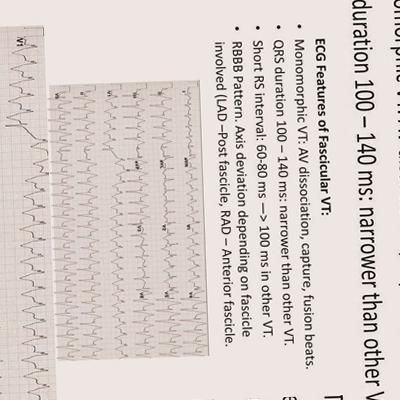 duration 100 – 140 ms: narrower than other V
ECG Features of Fascicular VT:
• Monomorphic VT: AV dissociation, capture, fusion beats.
• QRS duration 100 – 140 ms: narrower than other VT.
• Short RS interval: 60-80 ms —> 100 ms in other VT.
• RBBB Pattern. Axis deviation depending on fascicle
involved (LAD –Post fascicle, RAD – Anterior fascicle.
V1